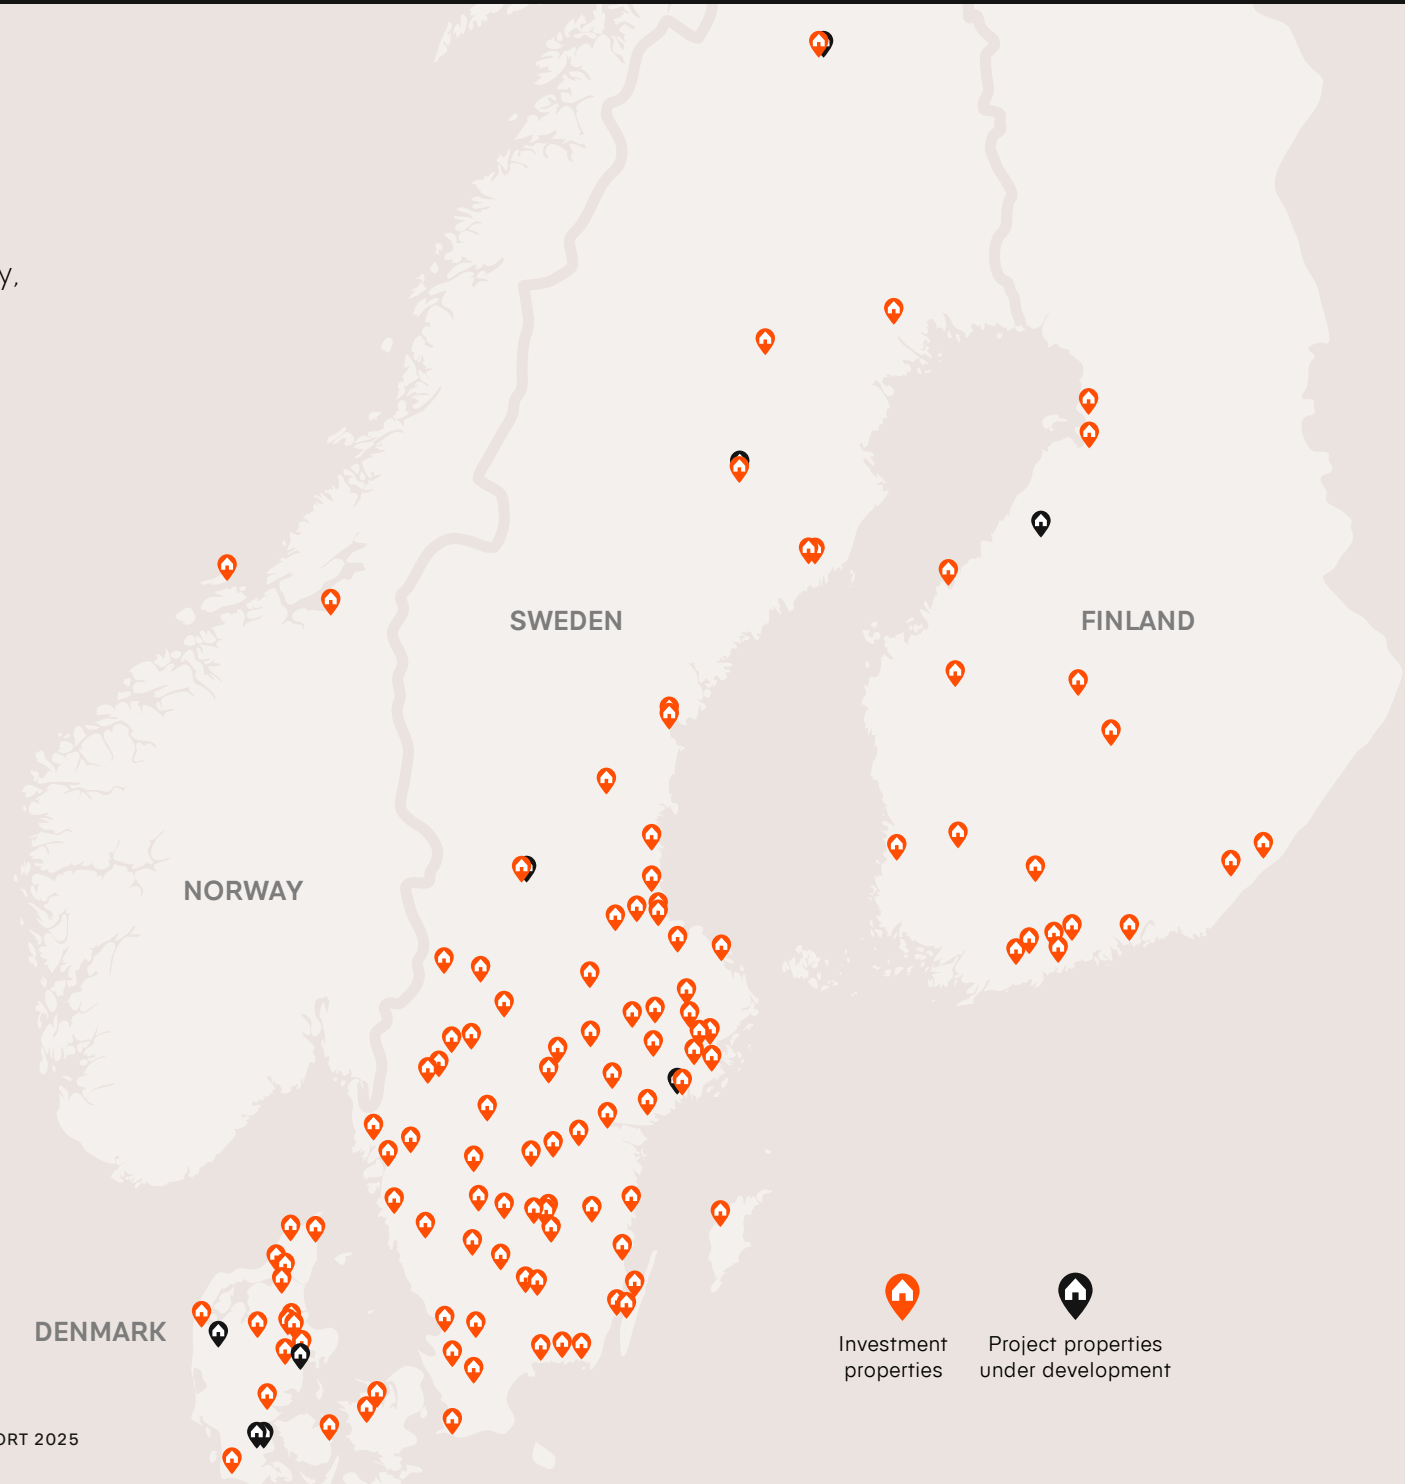 y,
SWEDEN
FINLAND
NORWAY
DENMARK
Investment
properties
Project properties
under development
ORT 2025